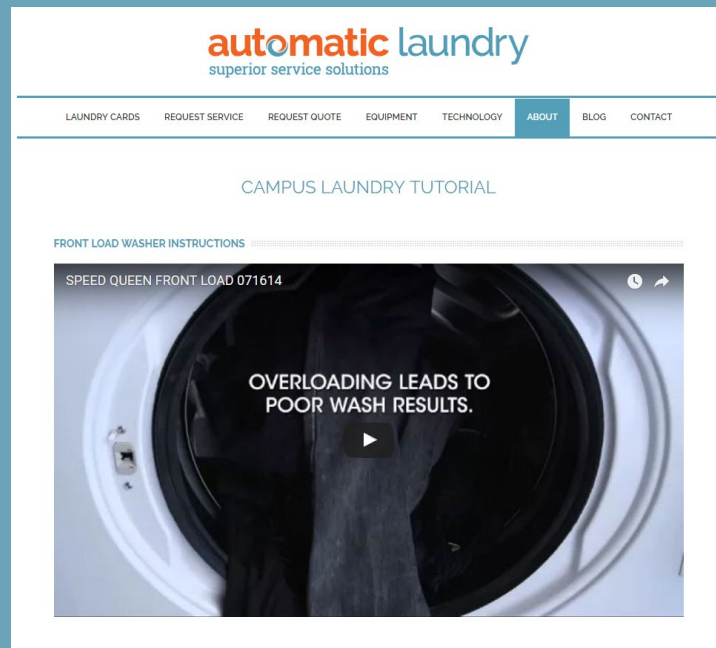 automatic laundry
superior service solutions
LAUNDRY CARDS REQUEST SERVICE REQUEST QUOTE EQUIPMENT TECHNOLOGY ABOUT BLOG CONTACT
CAMPUS LAUNDRY TUTORIAL
FRONT LOAD WASHER INSTRUCTIONS
SPEED QUEEN FRONT LOAD 071614
OVERLOADING LEADS TO
POOR WASH RESULTS.